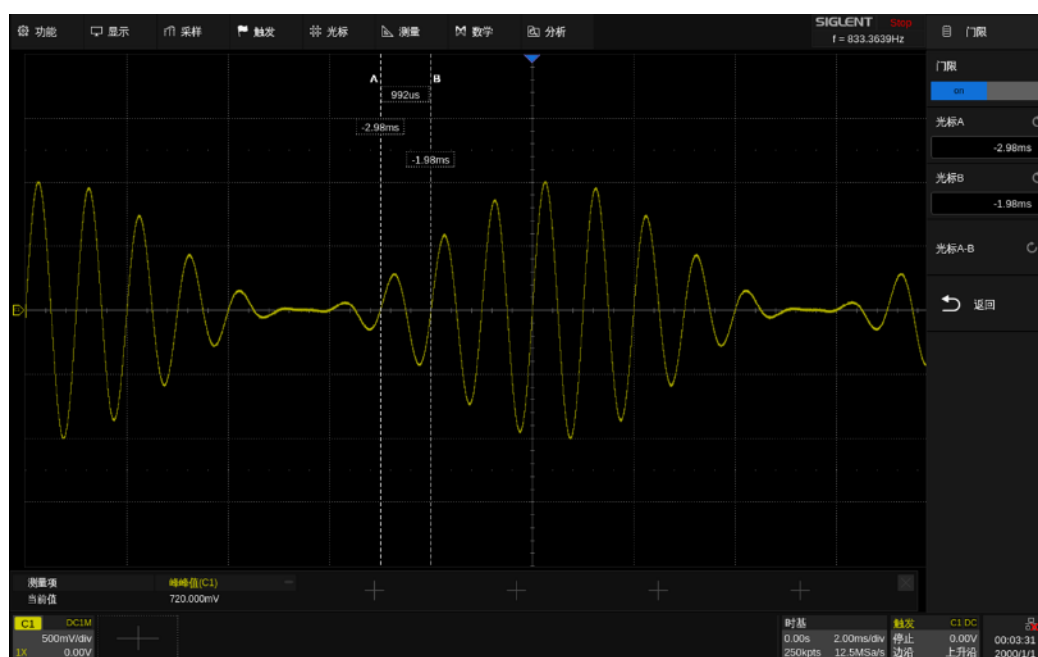 功能 显示 采样 触发 光标 测量 数学 分析
SIGLENT Stop
f = 833.3639Hz
门限
A B
992us
-2.98ms
-1.98ms
门限
on
光标A
-2.98ms
光标B
-1.98ms
光标A-B
返回
测量项 峰峰值(C1)
当前值 720.000mV
C1 DC1M
500mV/div
1X 0.00V
时基
0.00s 2.00ms/div
250kpts 12.5MSa/s
触发 C1 DC
停止 0.00V
边沿 上升沿
00:03:31
2000/1/1